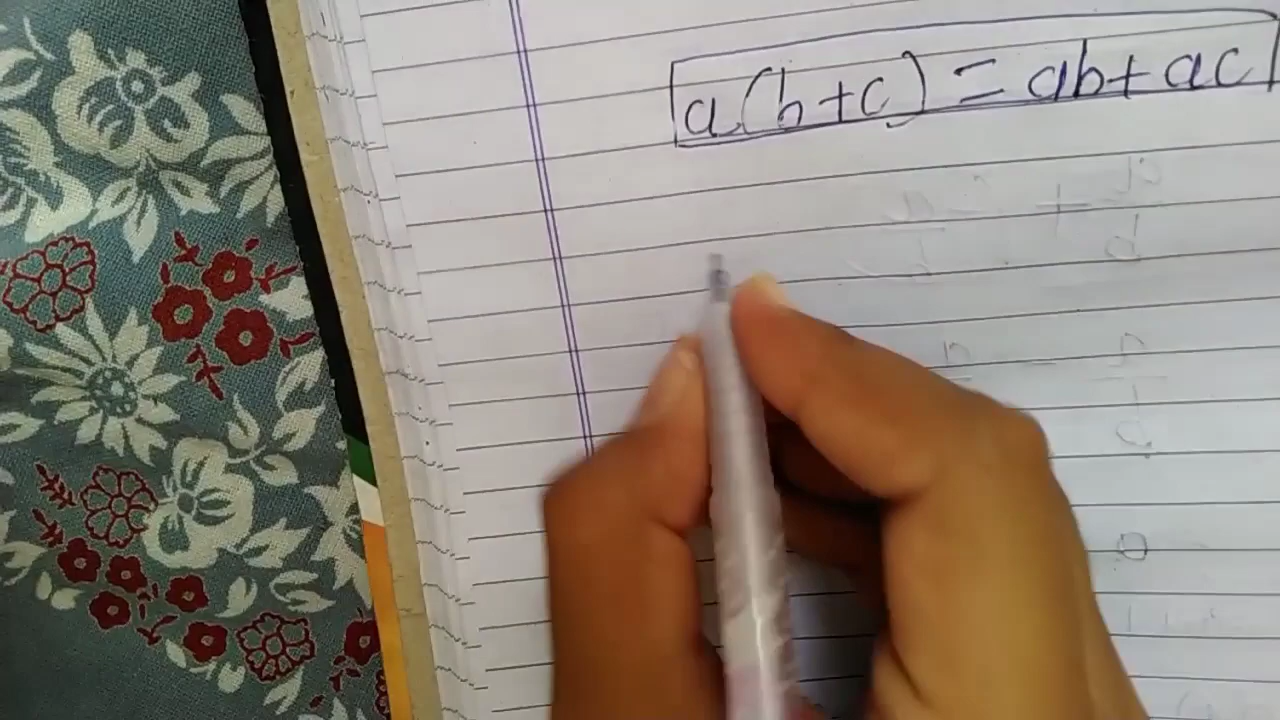 a(b+c) = ab+ac